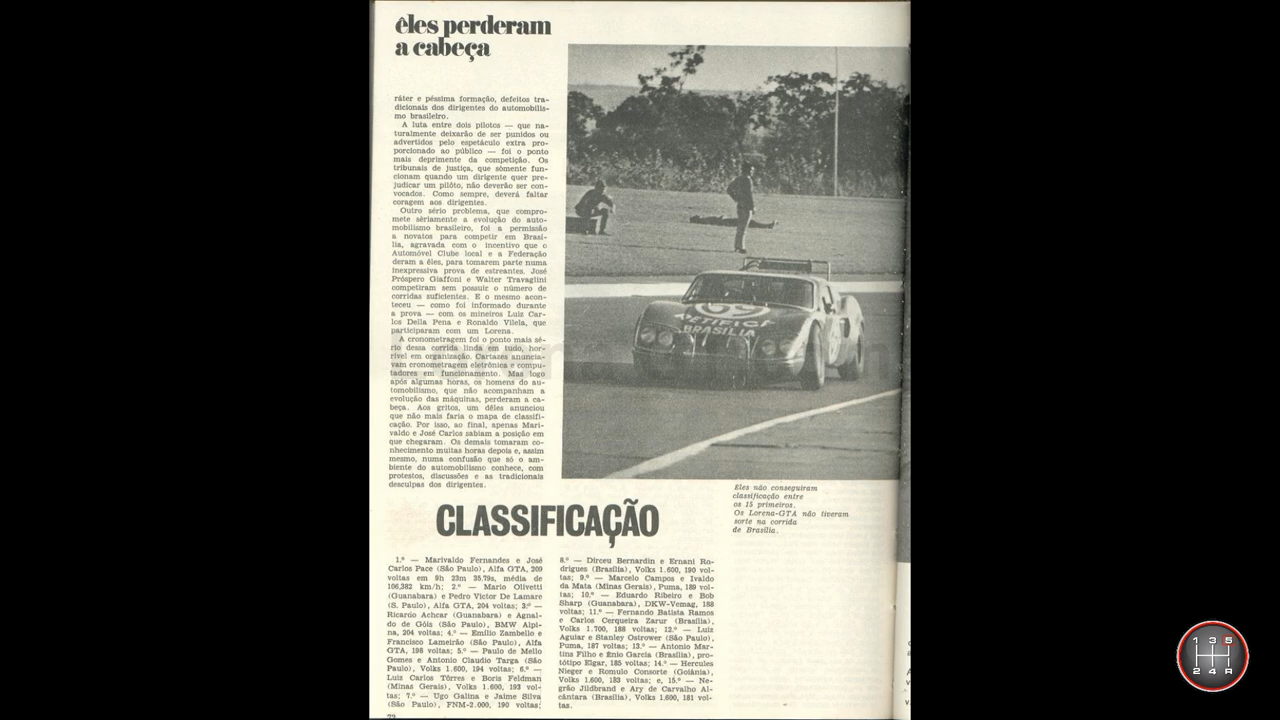 êles perderam
a cabeça
ráter e péssima formação, defeitos tra-
dicionais dos dirigentes do automobilis-
mo brasileiro.
A luta entre dois pilotos — que na-
turalmente deixarão de ser punidos ou
advertidos pelo espetáculo extra pro-
porcionado ao público — foi o ponto
mais deprimente da competição. Os
tribunais de justiça, que sòmente fun-
cionam quando um dirigente quer pre-
judicar um pilôto, não deverão ser con-
vocados. Como sempre, deverá faltar
coragem aos dirigentes.
Outro sério problema, que compro-
mete sèriamente a evolução do auto-
mobilismo brasileiro, foi a permissão
a novatos para competir em Brasí-
lia, agravada com o incentivo que o
Automóvel Clube local e a Federação
deram a êles, para tomarem parte numa
inexpressiva prova de estreantes. José
Próspero Giaffoni e Walter Travaglini
competiram sem possuir o número de
corridas suficientes. E o mesmo acon-
teceu — como foi informado durante
a prova — com os mineiros Luiz Car-
los Della Pena e Ronaldo Vilela, que
participaram com um Lorena.
A cronometragem foi o ponto mais sé-
rio dessa corrida linda em tudo, hor-
rível em organização. Cartazes anuncia-
vam cronometragem eletrônica e compu-
tadores em funcionamento. Mas logo
após algumas horas, os homens do au-
tomobilismo, que não acompanham a
evolução das máquinas, perderam a ca-
beça. Aos gritos, um dêles anunciou
que não mais faria o mapa de classifi-
cação. Por isso, ao final, apenas Mari-
valdo e José Carlos sabiam a posição em
que chegaram. Os demais tomaram co-
nhecimento muitas horas depois e, assim
mesmo, numa confusão que só o am-
biente do automobilismo conhece, com
protestos, discussões e as tradicionais
desculpas dos dirigentes.
BRASILIA
Êles não conseguiram
classificação entre
os 15 primeiros.
Os Lorena-GTA não tiveram
sorte na corrida
de Brasília.
CLASSIFICAÇÃO
1.º — Marivaldo Fernandes e José
Carlos Pace (São Paulo), Alfa GTA, 209
voltas em 9h 23m 35.79s, média de
106,382 km/h; 2.º — Mario Olivetti
(Guanabara) e Pedro Victor De Lamare
(S. Paulo), Alfa GTA, 204 voltas; 3.º —
Ricardo Achcar (Guanabara) e Agnal-
do de Góis (São Paulo), BMW Alpi-
na, 204 voltas; 4.º — Emílio Zambello e
Francisco Lameirão (São Paulo), Alfa
GTA, 198 voltas; 5.º — Paulo de Mello
Gomes e Antonio Claudio Targa (São
Paulo), Volks 1.600, 194 voltas; 6.º —
Luiz Carlos Tôrres e Boris Feldman
(Minas Gerais), Volks 1.600, 193 vol-
tas; 7.º — Ugo Galina e Jaime Silva
(São Paulo), FNM-2.000, 190 voltas;
8.º — Dirceu Bernardin e Ernani Ro-
drigues (Brasília), Volks 1.600, 190 vol-
tas; 9.º — Marcelo Campos e Ivaldo
da Mata (Minas Gerais), Puma, 189 vol-
tas; 10.º — Eduardo Ribeiro e Bob
Sharp (Guanabara), DKW-Vemag, 188
voltas; 11.º — Fernando Batista Ramos
e Carlos Cerqueira Zarur (Brasília),
Volks 1.700, 188 voltas; 12.º — Luiz
Aguiar e Stanley Ostrower (São Paulo),
Puma, 187 voltas; 13.º — Antonio Mar-
tins Filho e Ênio Garcia (Brasília), pro-
tótipo Elgar, 185 voltas; 14.º — Hercules
Nieger e Romulo Consorte (Goiânia),
Volks 1.600, 183 voltas; e, 15.º — Ne-
grão Jildbrand e Ary de Carvalho Al-
cântara (Brasília), Volks 1.600, 181 vol-
tas.
1 3 5
2 4 R